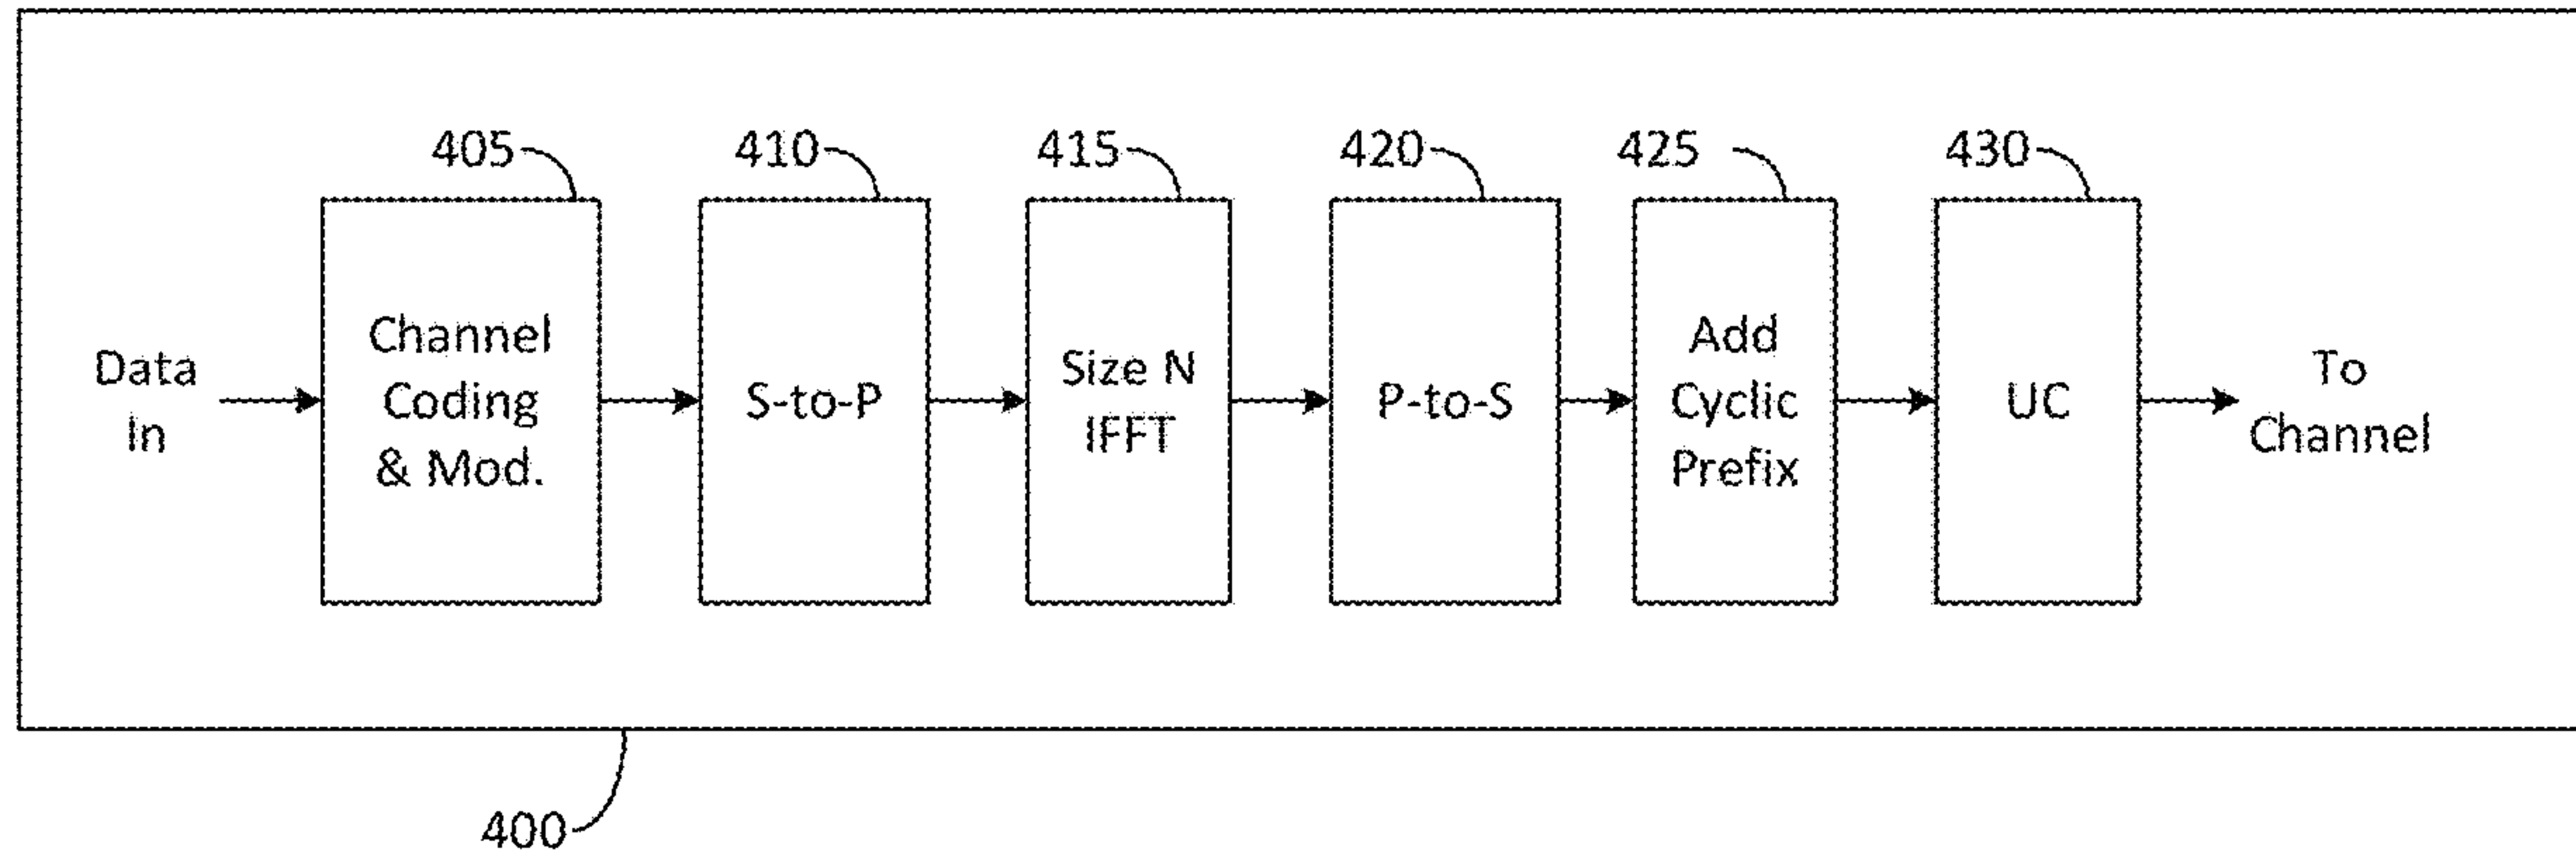 405
410
415
420
425
430
Data
In
Channel
Coding
& Mod.
S-to-P
Size N
IFFT
P-to-S
Add
Cyclic
Prefix
UC
To
Channel
400